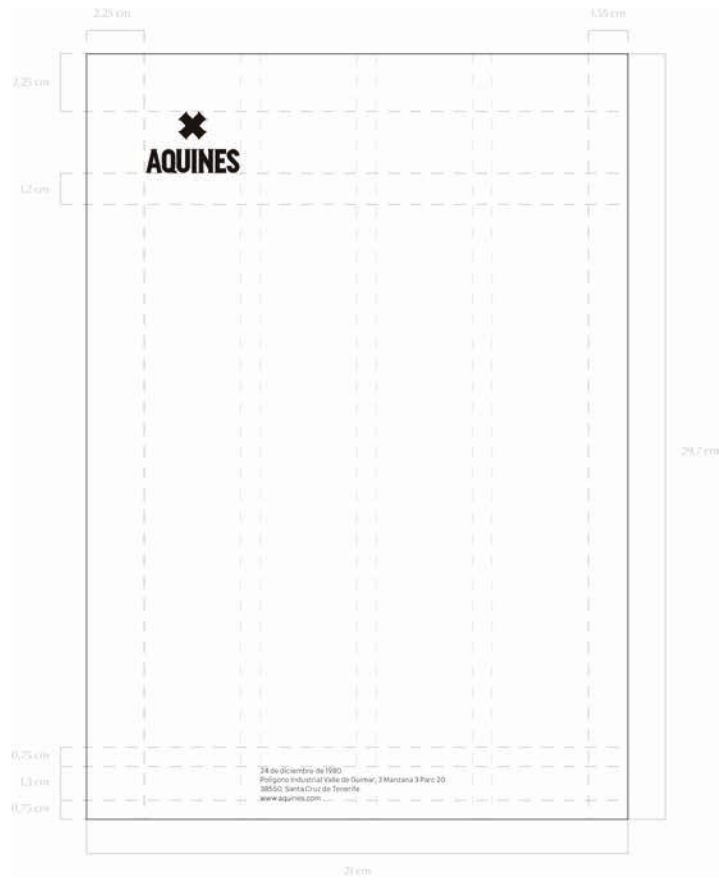 2,25 cm
1,55 cm
2,25 cm
AQUINES
1,2 cm
29,7 cm
0,75 cm
1,3 cm
0,75 cm
24 de diciembre de 1980
Polígono Industrial Valle de Guimar, 3 Manzana 3 Parc 20
38550, Santa Cruz de Tenerife
www.aquines.com
21 cm